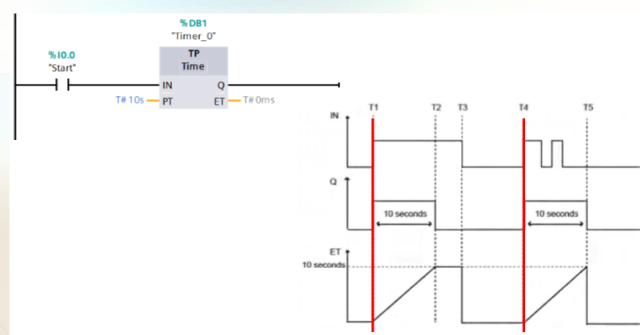 %DB1
"Timer_0"
%I0.0
"Start"
TP
Time
IN Q
T# 10s PT ET T# 0ms
T1 T2 T3 T4 T5
IN
Q
10 seconds 10 seconds
ET
10 seconds